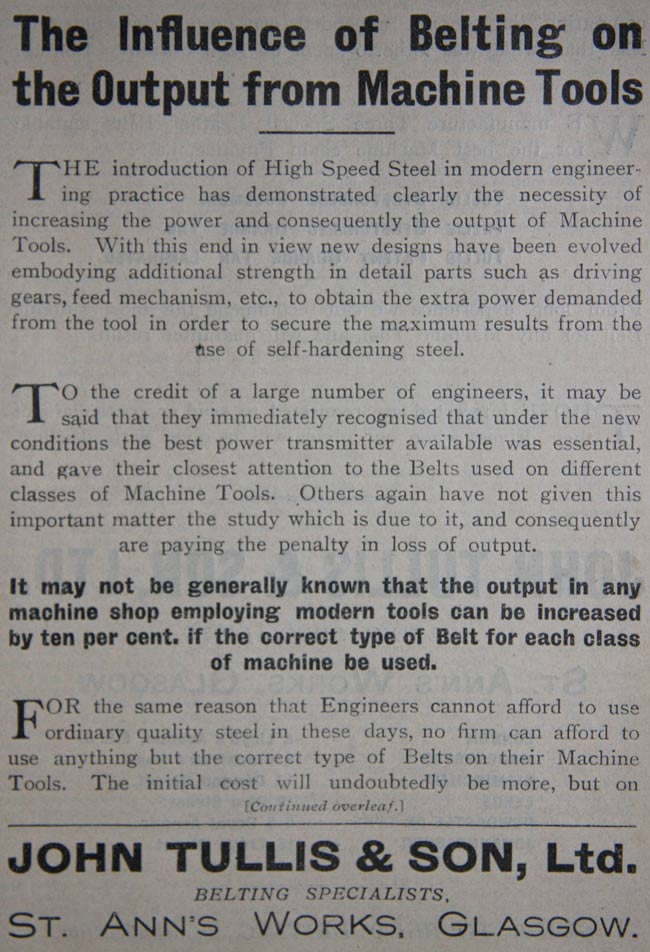 The Influence of Belting on
the Output from Machine Tools
THE introduction of High Speed Steel in modern engineer-
ing practice has demonstrated clearly the necessity of
increasing the power and consequently the output of Machine
Tools. With this end in view new designs have been evolved
embodying additional strength in detail parts such as driving
gears, feed mechanism, etc., to obtain the extra power demanded
from the tool in order to secure the maximum results from the
use of self-hardening steel.
TO the credit of a large number of engineers, it may be
said that they immediately recognised that under the new
conditions the best power transmitter available was essential,
and gave their closest attention to the Belts used on different
classes of Machine Tools. Others again have not given this
important matter the study which is due to it, and consequently
are paying the penalty in loss of output.
It may not be generally known that the output in any
machine shop employing modern tools can be increased
by ten per cent. if the correct type of Belt for each class
of machine be used.
FOR the same reason that Engineers cannot afford to use
ordinary quality steel in these days, no firm can afford to
use anything but the correct type of Belts on their Machine
Tools. The initial cost will undoubtedly be more, but on
[Continued overleaf.]
JOHN TULLIS & SON, Ltd.
BELTING SPECIALISTS,
ST. ANN'S WORKS, GLASGOW.